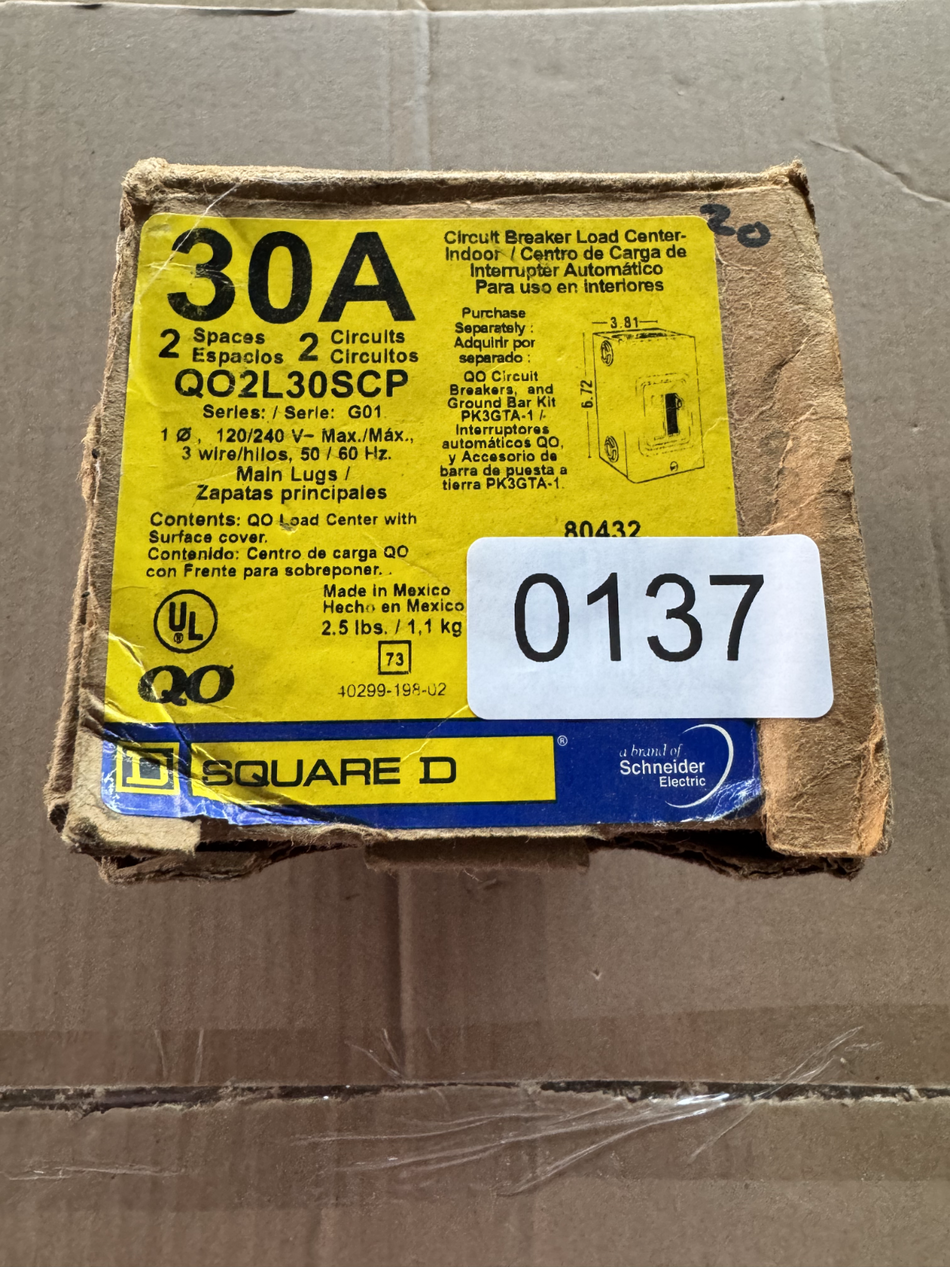 20
30A
2 Spaces Espacios 2 Circuits Circuitos
QO2L30SCP
Series: / Serie: G01
1 Ø, 120/240 V~ Max./Máx.,
3 wire/hilos, 50 / 60 Hz.
Main Lugs /
Zapatas principales
Contents: QO Load Center with
Surface cover.
Contenido: Centro de carga QO
con Frente para sobreponer.
Circuit Breaker Load Center-
Indoor / Centro de Carga de
Interrupter Automático
Para uso en interiores
Purchase
Separately :
Adquirir por
separado :
QO Circuit
Breakers, and
Ground Bar Kit
PK3GTA-1 /
Interruptores
automáticos QO,
y Accesorio de
barra de puesta a
tierra PK3GTA-1.
3.81
6.72
80432
0137
UL
®
QO
Made in Mexico
Hecho en Mexico
2.5 lbs. / 1,1 kg
73
40299-198-02
D SQUARE D ®
a brand of
Schneider
Electric